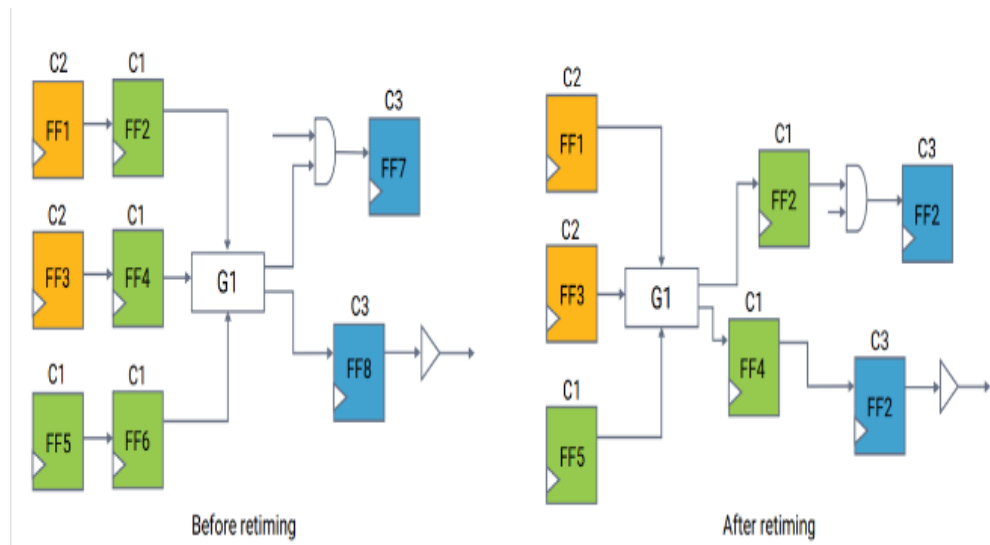 C2
C1
FF1
FF2
C3
FF7
C2
C1
FF3
FF4
G1
C3
FF8
C1
C1
FF5
FF6
Before retiming
C2
FF1
C1
FF2
C3
FF2
C2
FF3
G1
C1
FF4
C3
FF2
C1
FF5
After retiming